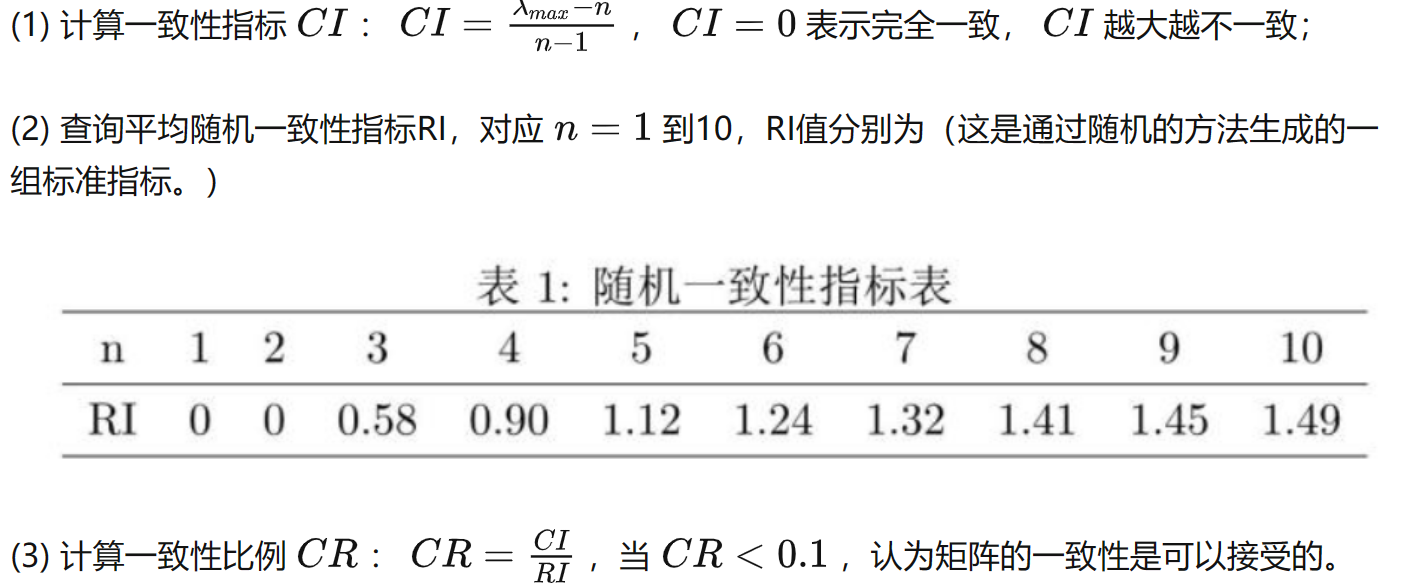 (1) 计算一致性指标 CI： CI = \frac{λ_{max}−n}{n−1} ， CI = 0 表示完全一致， CI 越大越不一致；
(2) 查询平均随机一致性指标RI，对应 n = 1 到10，RI值分别为（这是通过随机的方法生成的一
组标准指标。）
表 1: 随机一致性指标表
n 1 2 3 4 5 6 7 8 9 10
RI 0 0 0.58 0.90 1.12 1.24 1.32 1.41 1.45 1.49
(3) 计算一致性比例 CR： CR = \frac{CI}{RI} ，当 CR < 0.1 ，认为矩阵的一致性是可以接受的。